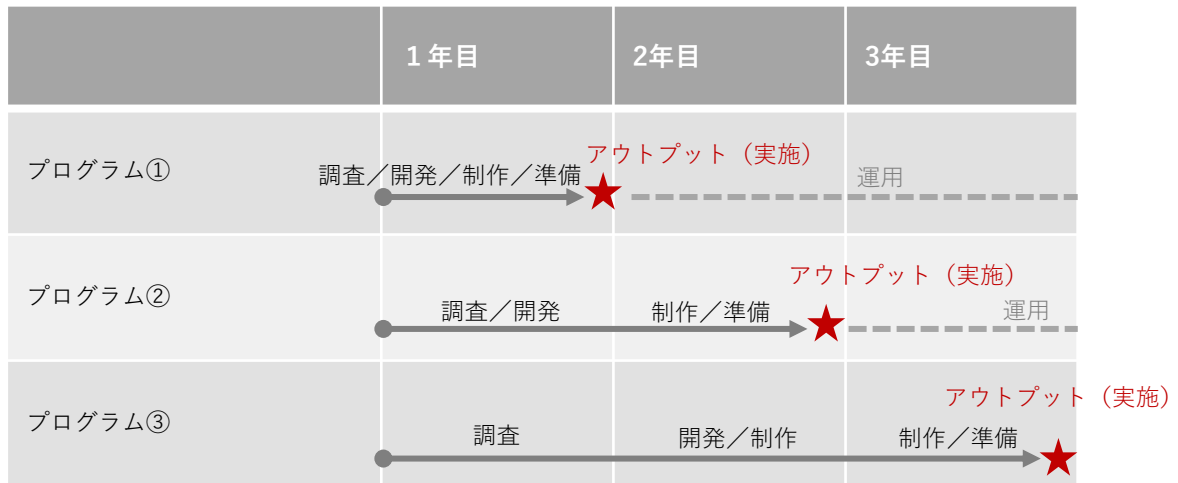 1年目 2年目 3年目
プログラム①
調査／開発／制作／準備
アウトプット（実施）
運用
プログラム②
調査／開発
制作／準備
アウトプット（実施）
運用
プログラム③
調査
開発／制作
制作／準備
アウトプット（実施）